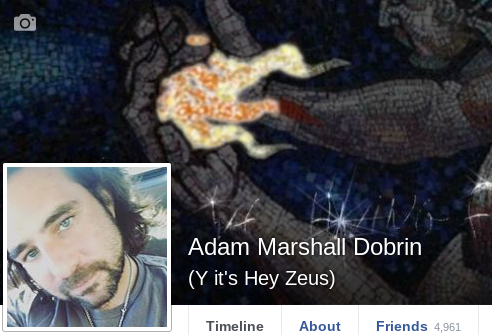 Adam Marshall Dobrin
(Y it's Hey Zeus)
Timeline About Friends 4,961